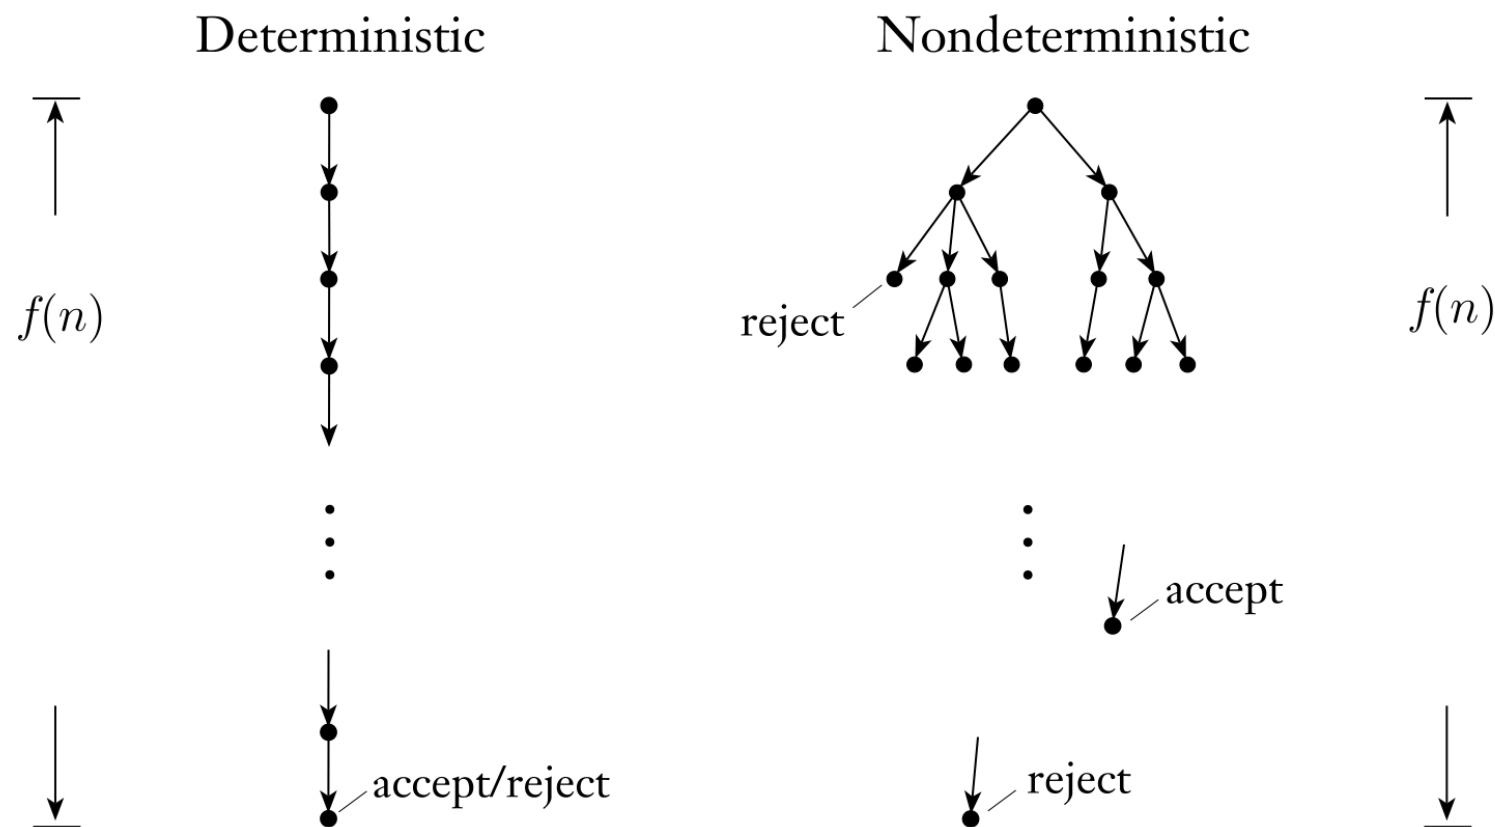 Deterministic
Nondeterministic
f(n)
reject
f(n)
accept
accept/reject
reject